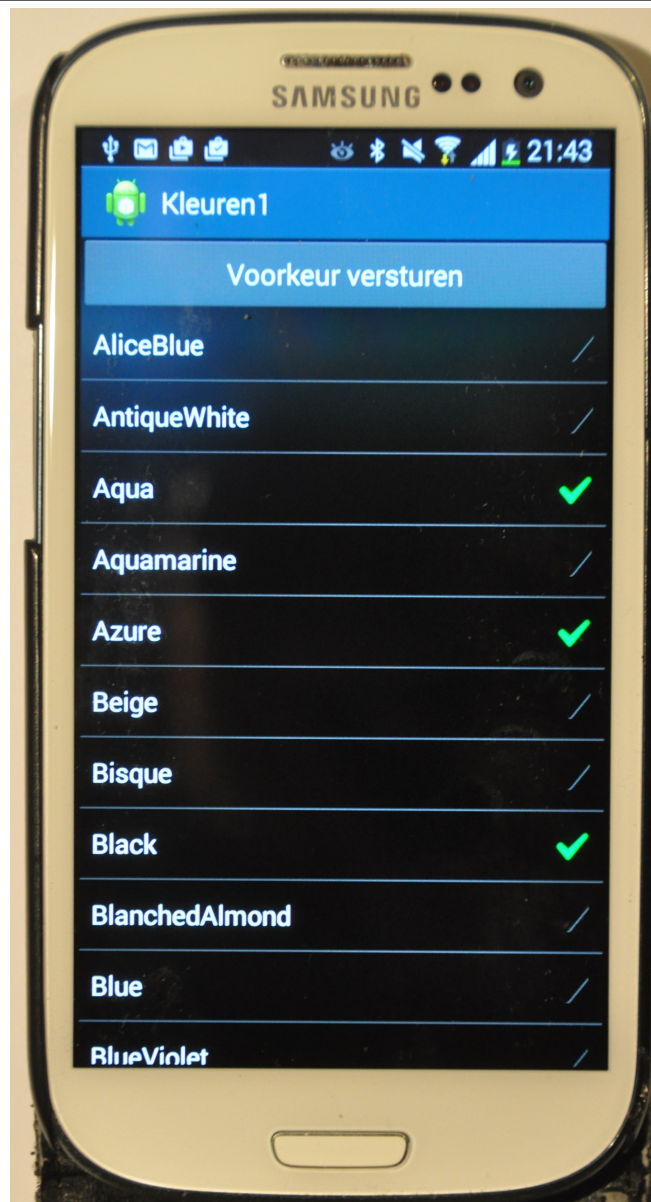 SAMSUNG
21:43
Kleuren1
Voorkeur versturen
AliceBlue
AntiqueWhite
Aqua
Aquamarine
Azure
Beige
Bisque
Black
BlanchedAlmond
Blue
BlueViolet